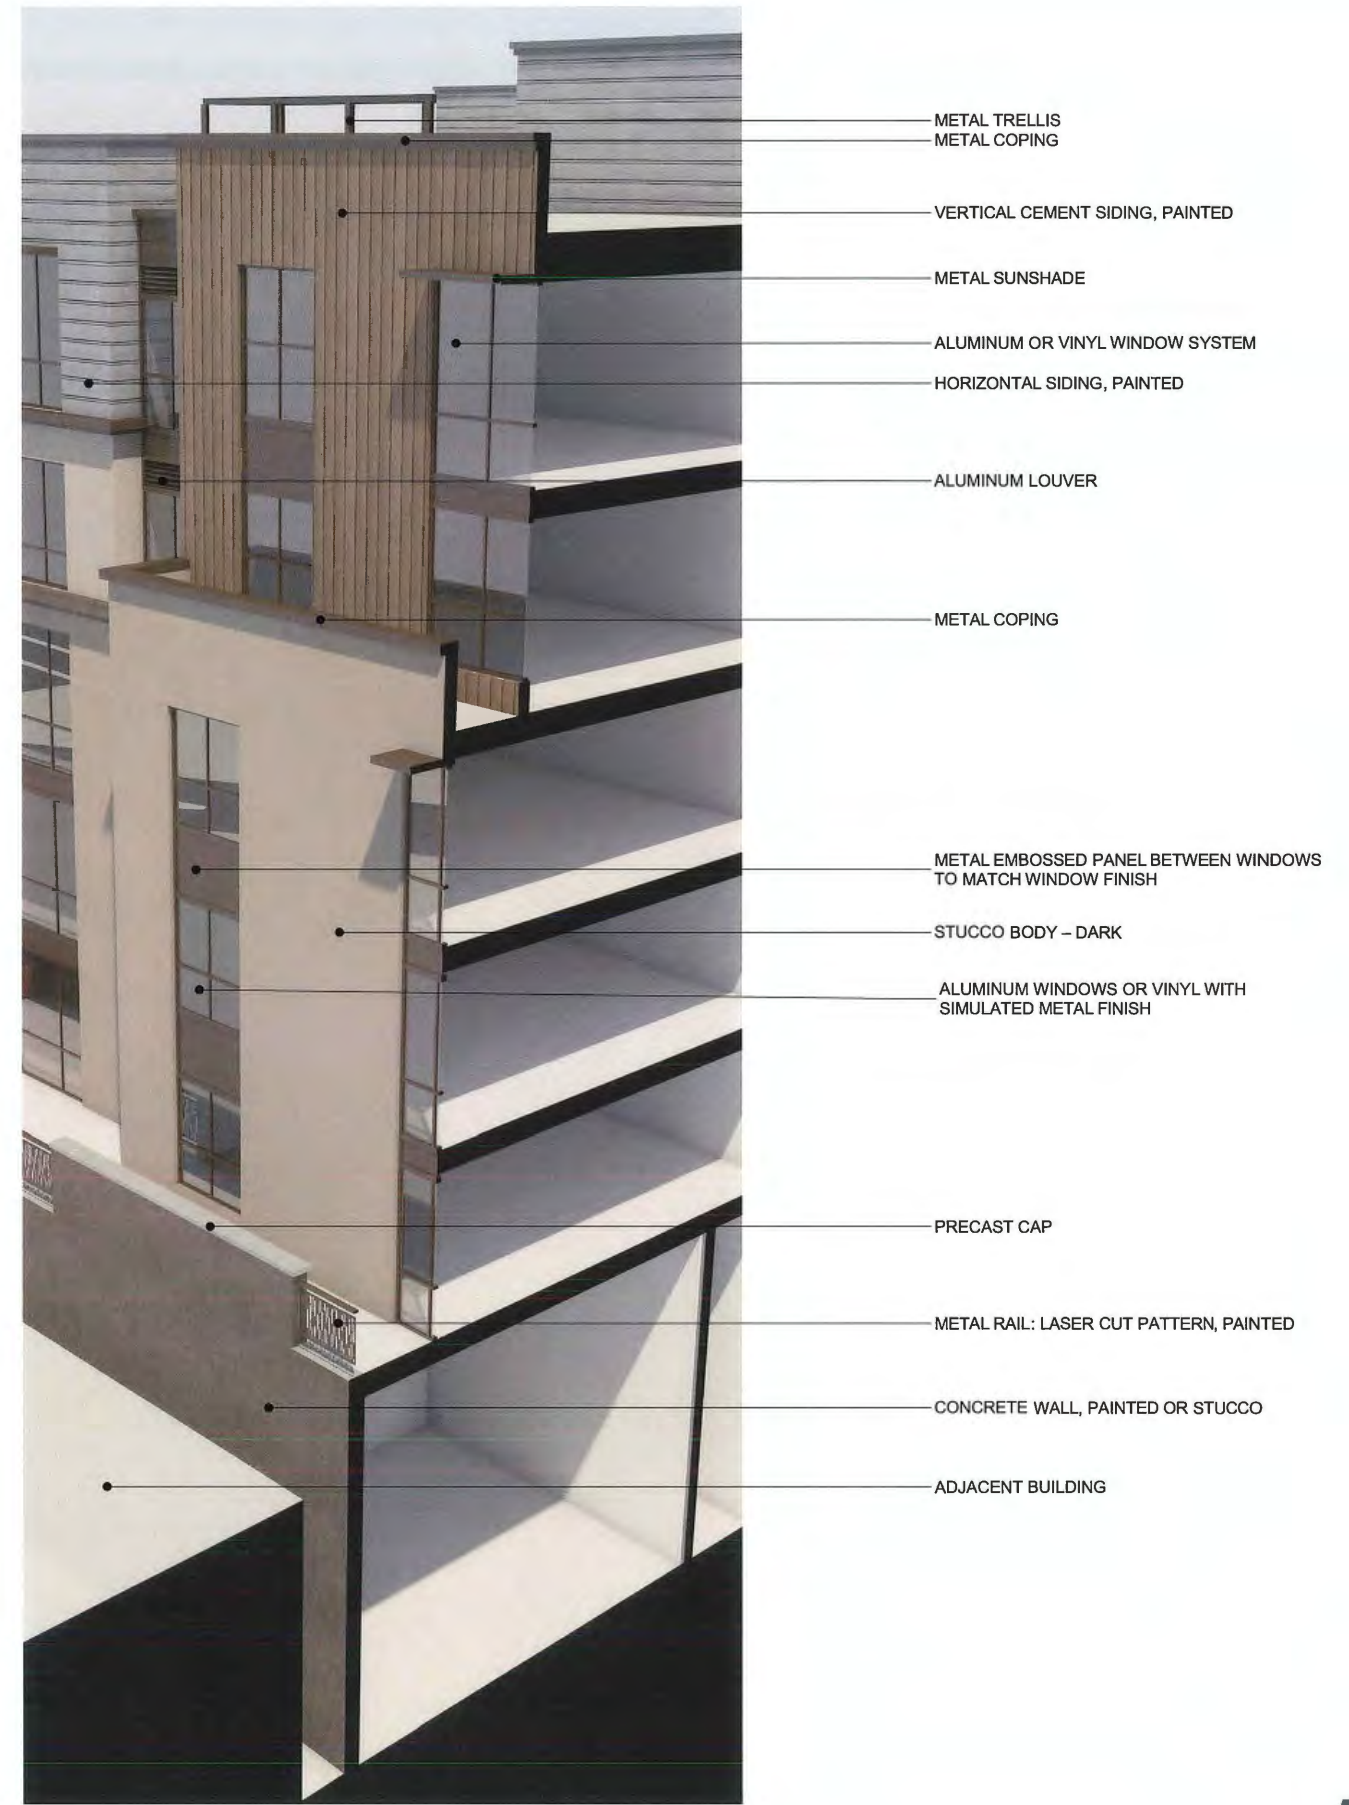 METAL TRELLIS
METAL COPING
VERTICAL CEMENT SIDING, PAINTED
METAL SUNSHADE
ALUMINUM OR VINYL WINDOW SYSTEM
HORIZONTAL SIDING, PAINTED
ALUMINUM LOUVER
METAL COPING
METAL EMBOSSED PANEL BETWEEN WINDOWS
TO MATCH WINDOW FINISH
STUCCO BODY – DARK
ALUMINUM WINDOWS OR VINYL WITH
SIMULATED METAL FINISH
PRECAST CAP
METAL RAIL: LASER CUT PATTERN, PAINTED
CONCRETE WALL, PAINTED OR STUCCO
ADJACENT BUILDING